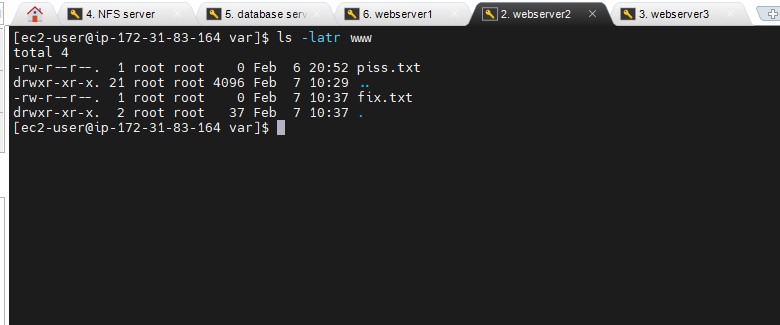 4. NFS server
5. database serv
6. webserver1
2. webserver2
3. webserver3
[ec2-user@ip-172-31-83-164 var]$ ls -latr www
total 4
-rw-r--r--.  1 root root    0 Feb  6 20:52 piss.txt
drwxr-xr-x. 21 root root 4096 Feb  7 10:29 ..
-rw-r--r--.  1 root root    0 Feb  7 10:37 fix.txt
drwxr-xr-x.  2 root root   37 Feb  7 10:37 .
[ec2-user@ip-172-31-83-164 var]$